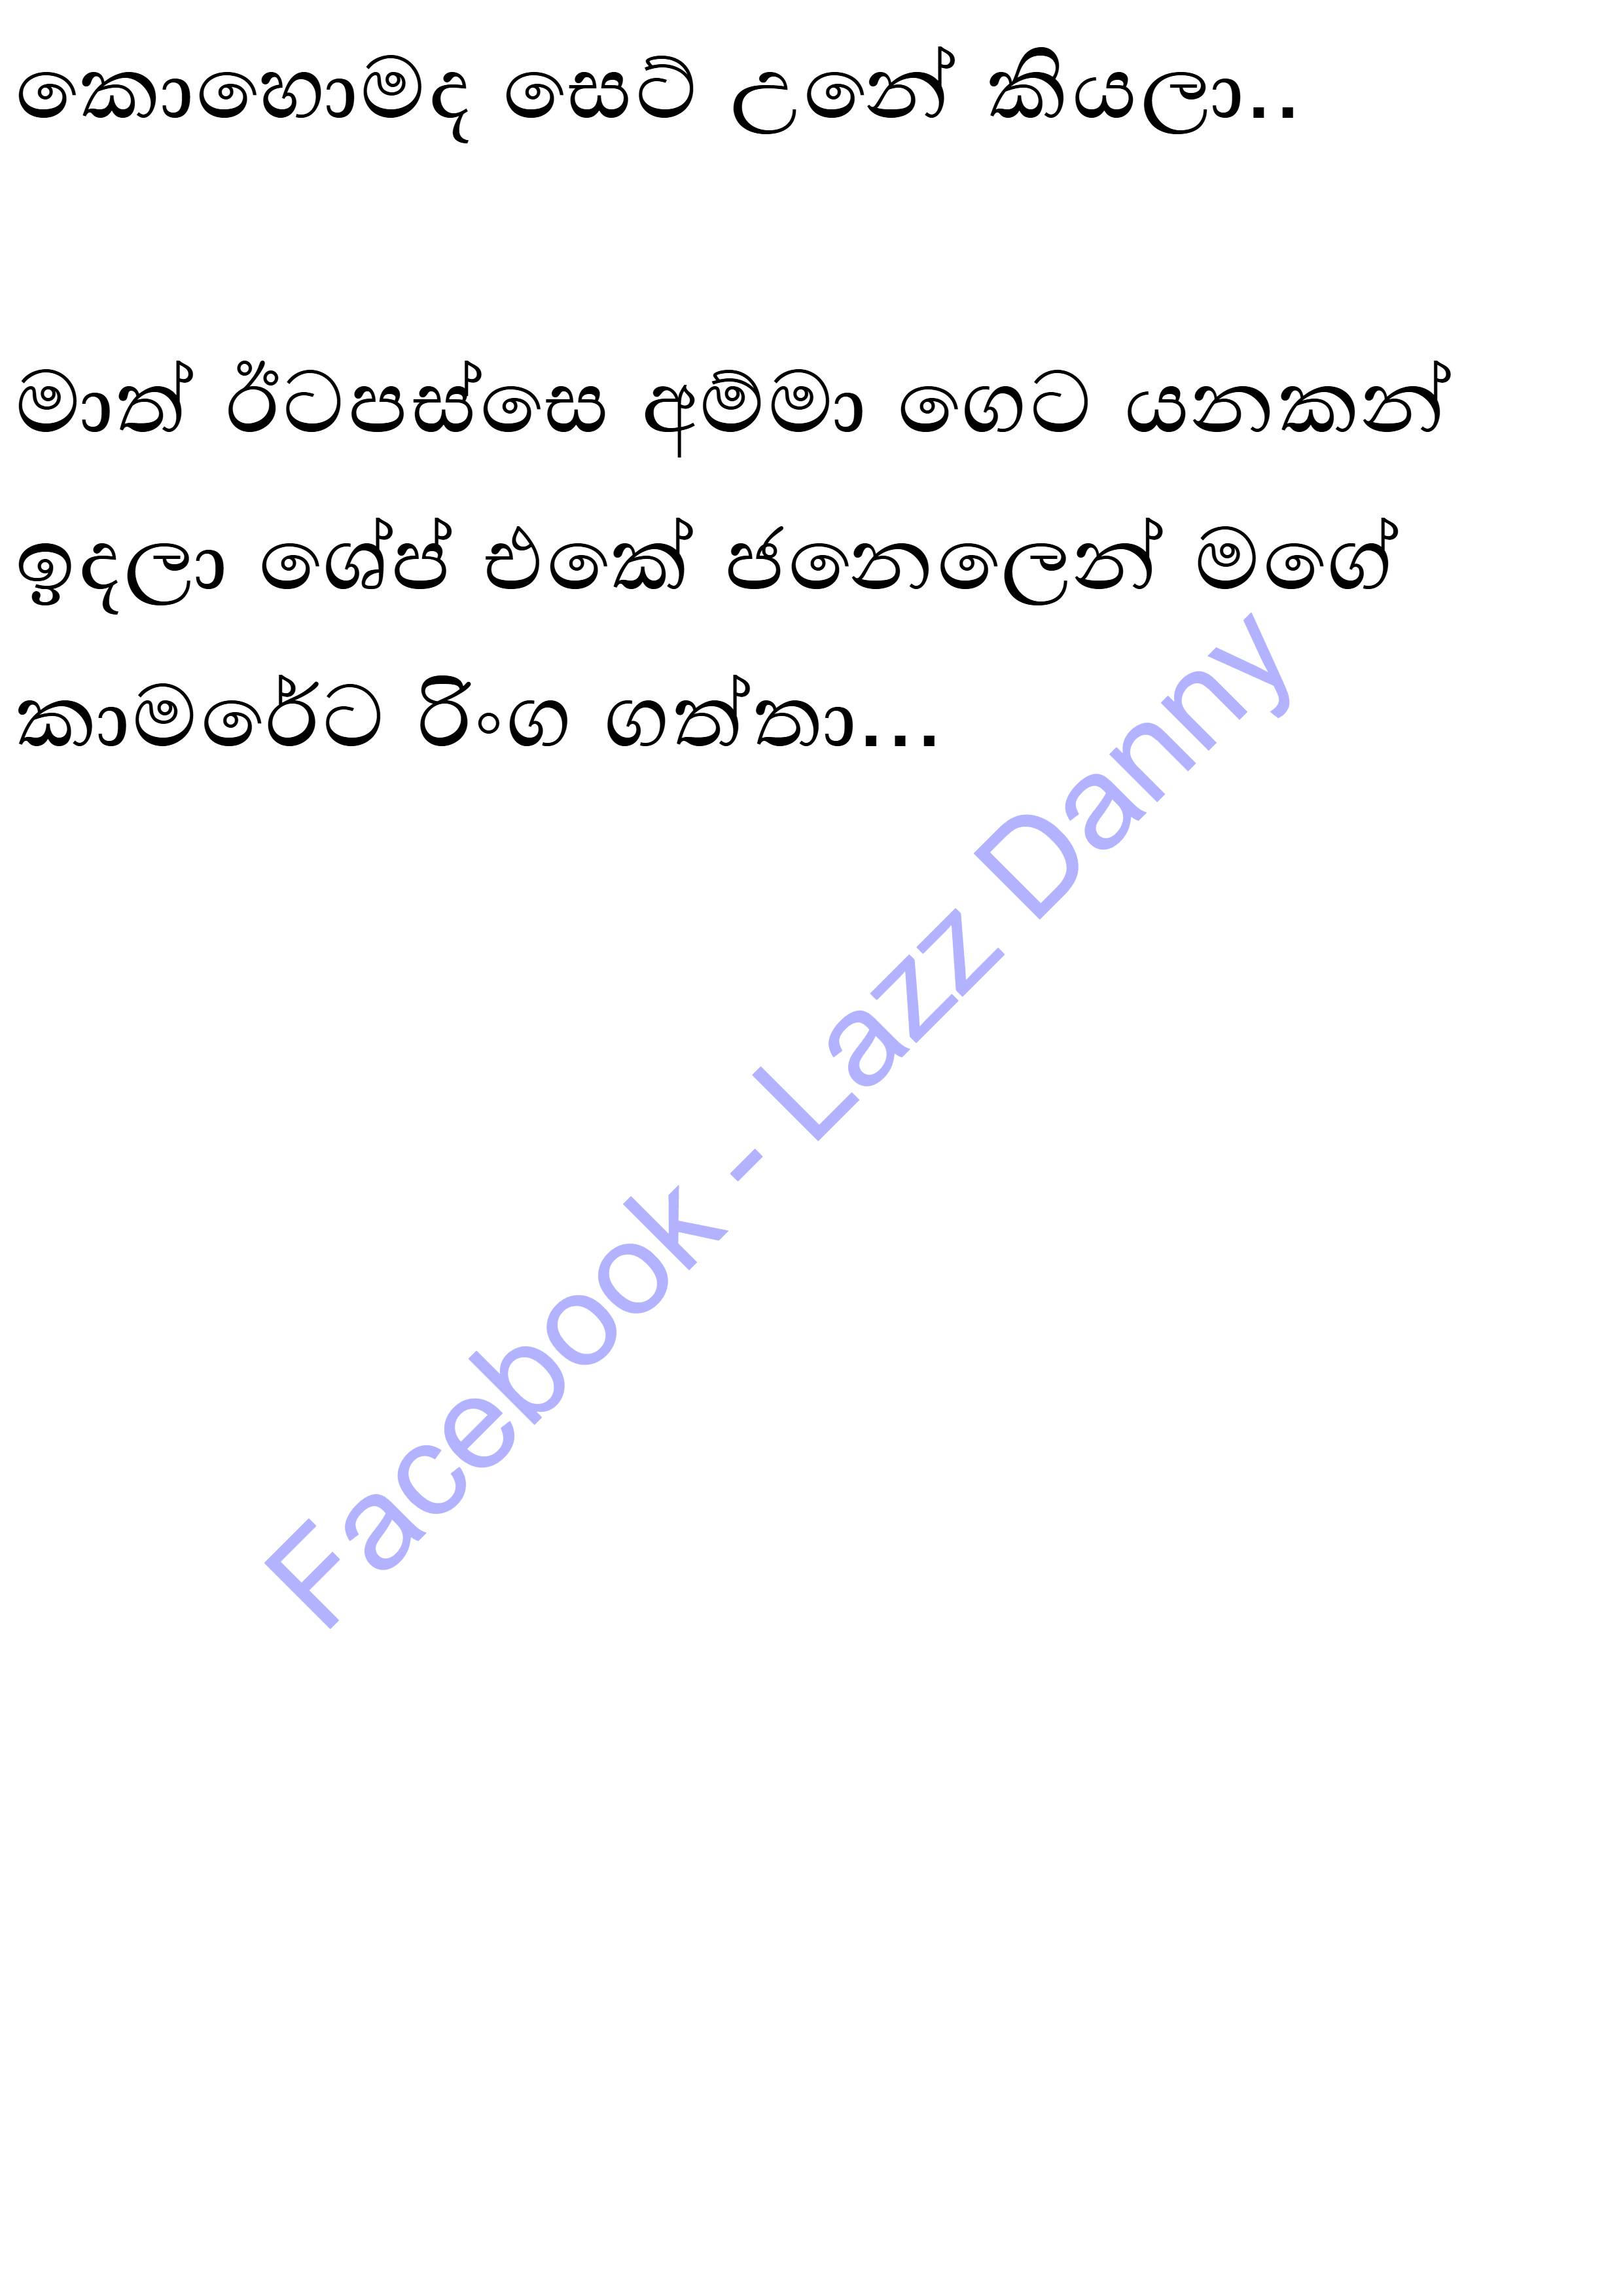 කොහොමද සෙට් උනේ කියලා..
මාත් ඊටපස්සෙ අම්මා ගෙට යනකන්
ඉදලා ශේප් එකේ ජනෙලෙන් මගේ
කාමරේට රිංග ගත්තා...
Facebook - Lazz Danny